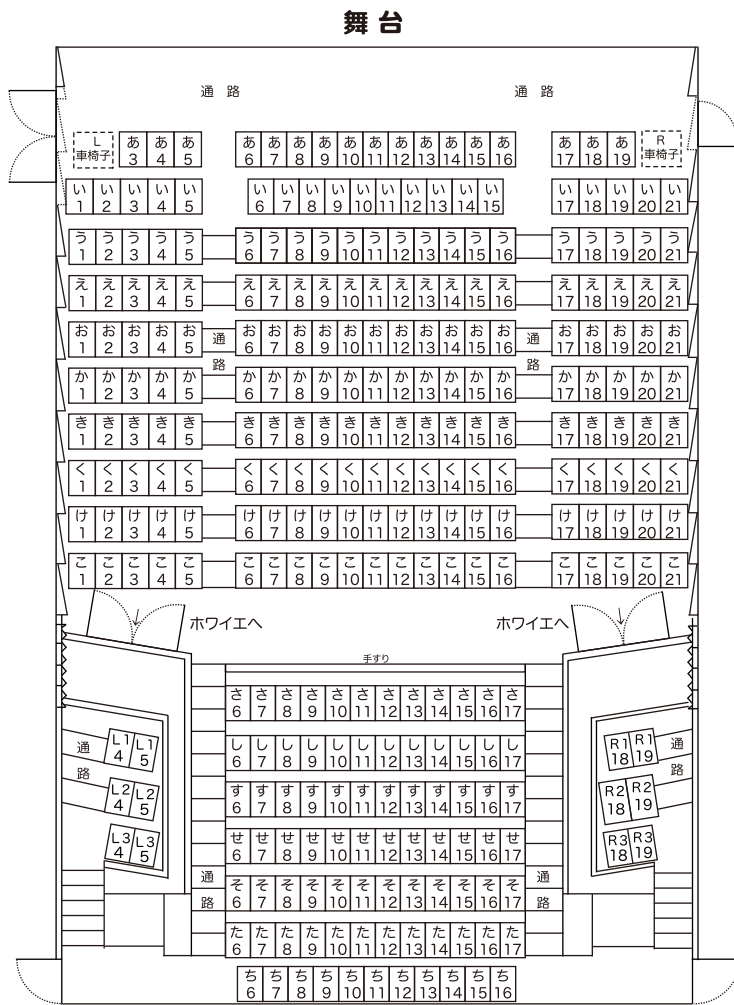 舞台
通路 通路
L 車椅子 あ3 あ4 あ5 あ6 あ7 あ8 あ9 あ10 あ11 あ12 あ13 あ14 あ15 あ16 あ17 あ18 あ19 R 車椅子
い1 い2 い3 い4 い5 い6 い7 い8 い9 い10 い11 い12 い13 い14 い15 い17 い18 い19 い20 い21
う1 う2 う3 う4 う5 う6 う7 う8 う9 う10 う11 う12 う13 う14 う15 う16 う17 う18 う19 う20 う21
え1 え2 え3 え4 え5 え6 え7 え8 え9 え10 え11 え12 え13 え14 え15 え16 え17 え18 え19 え20 え21
お1 お2 お3 お4 お5 お6 お7 お8 お9 お10 お11 お12 お13 お14 お15 お16 お17 お18 お19 お20 お21
通路 通路
か1 か2 か3 か4 か5 か6 か7 か8 か9 か10 か11 か12 か13 か14 か15 か16 か17 か18 か19 か20 か21
き1 き2 き3 き4 き5 き6 き7 き8 き9 き10 き11 き12 き13 き14 き15 き16 き17 き18 き19 き20 き21
く1 く2 く3 く4 く5 く6 く7 く8 く9 く10 く11 く12 く13 く14 く15 く16 く17 く18 く19 く20 く21
け1 け2 け3 け4 け5 け6 け7 け8 け9 け10 け11 け12 け13 け14 け15 け16 け17 け18 け19 け20 け21
こ1 こ2 こ3 こ4 こ5 こ6 こ7 こ8 こ9 こ10 こ11 こ12 こ13 こ14 こ15 こ16 こ17 こ18 こ19 こ20 こ21
ホワイエへ ホワイエへ
手すり
さ6 さ7 さ8 さ9 さ10 さ11 さ12 さ13 さ14 さ15 さ16 さ17
通路 L1 4 L1 5 し6 し7 し8 し9 し10 し11 し12 し13 し14 し15 し16 し17 R1 18 R1 19 通路
L2 4 L2 5 す6 す7 す8 す9 す10 す11 す12 す13 す14 す15 す16 す17 R2 18 R2 19
L3 4 L3 5 せ6 せ7 せ8 せ9 せ10 せ11 せ12 せ13 せ14 せ15 せ16 せ17 R3 18 R3 19
通路 そ6 そ7 そ8 そ9 そ10 そ11 そ12 そ13 そ14 そ15 そ16 そ17 通路
た6 た7 た8 た9 た10 た11 た12 た13 た14 た15 た16 た17
ち6 ち7 ち8 ち9 ち10 ち11 ち12 ち13 ち14 ち15 ち16